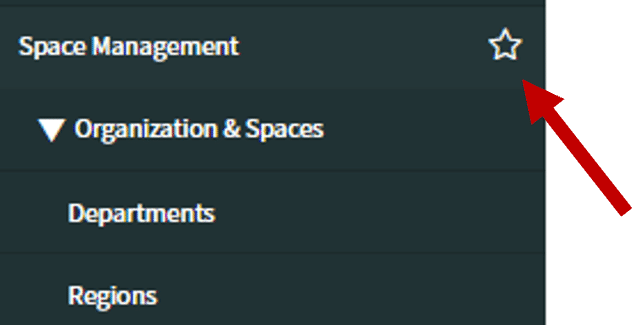 Space Management
Organization & Spaces
Departments
Regions